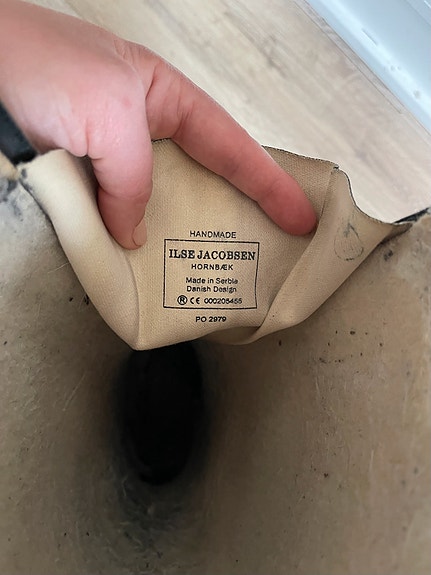 HANDMADE
ILSE JACOBSEN
HORNBÆK
Made in Serbia
Danish Design
® CE 000205455
PO 2979